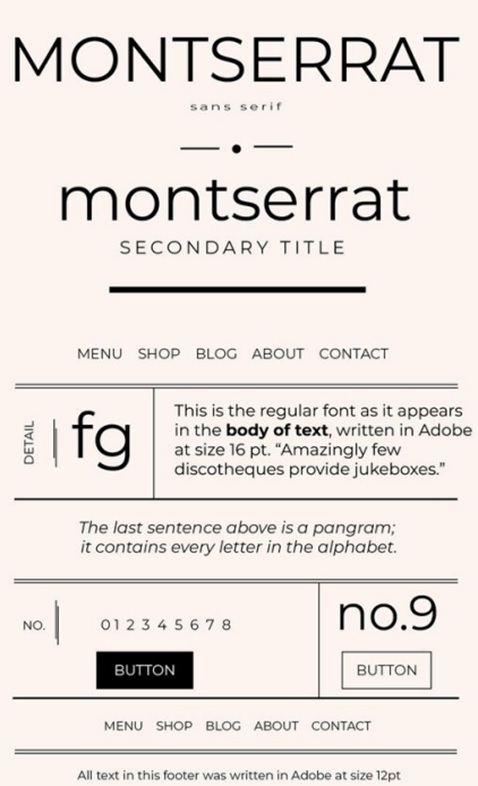 MONTSERRAT
sans serif
montserrat
SECONDARY TITLE
MENU SHOP BLOG ABOUT CONTACT
DETAIL
fg
This is the regular font as it appears
in the body of text, written in Adobe
at size 16 pt. “Amazingly few
discotheques provide jukeboxes.”
The last sentence above is a pangram;
it contains every letter in the alphabet.
NO.
0 1 2 3 4 5 6 7 8
no.9
BUTTON
BUTTON
MENU SHOP BLOG ABOUT CONTACT
All text in this footer was written in Adobe at size 12pt